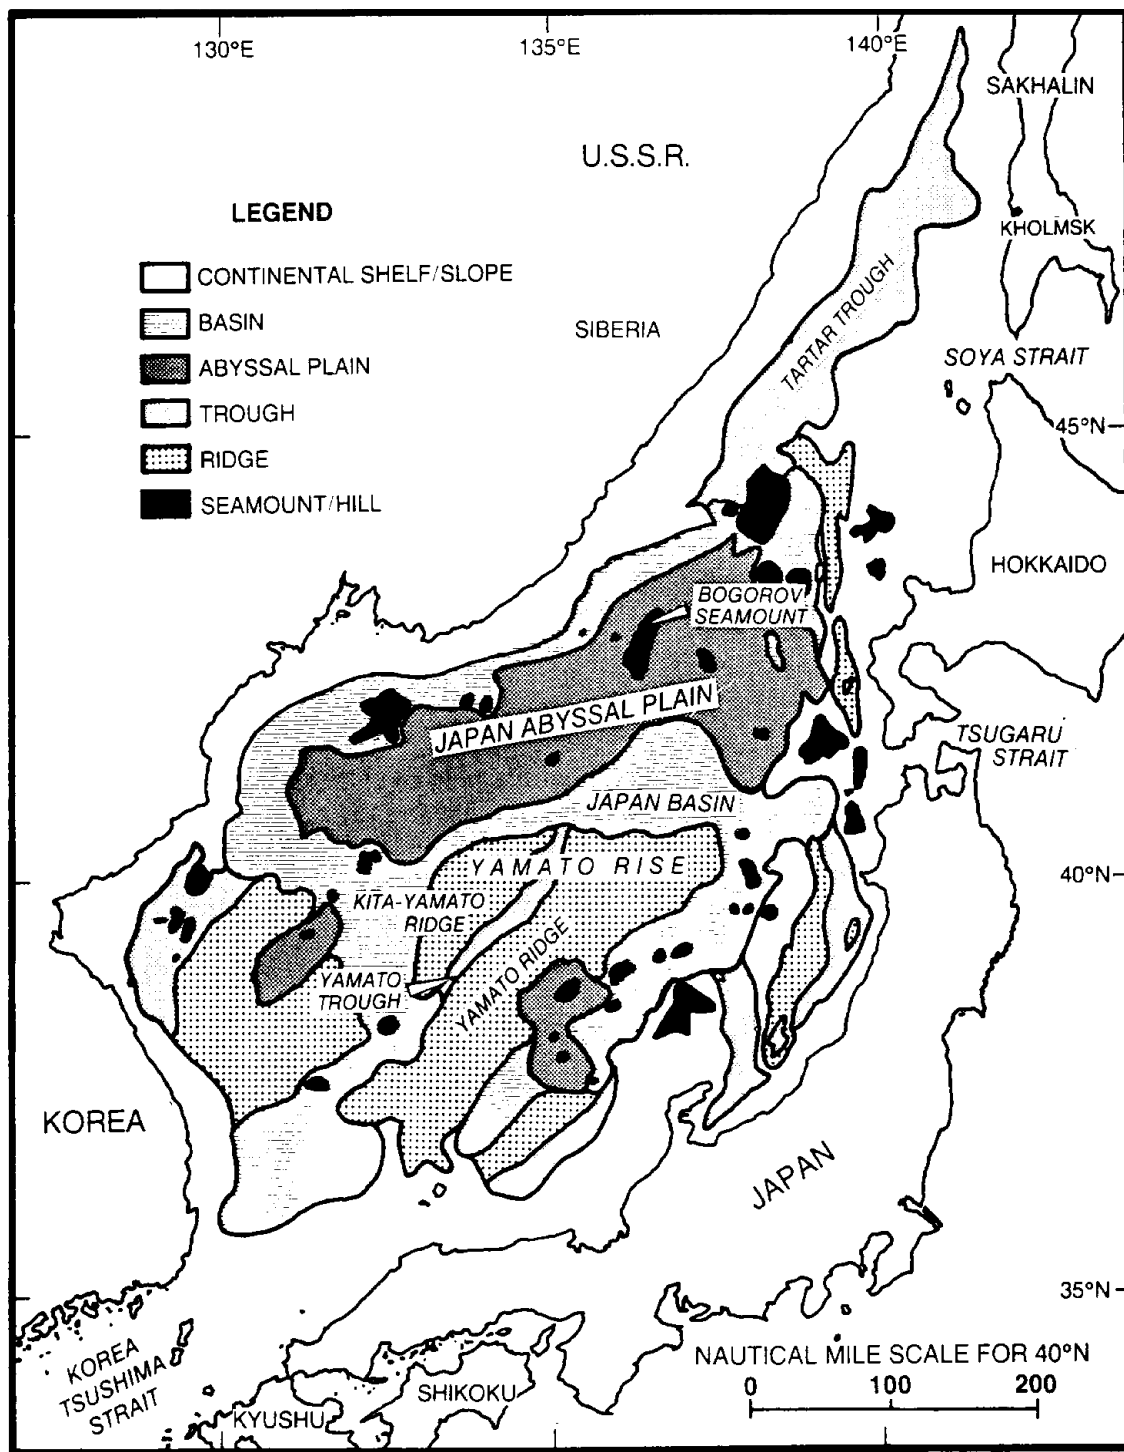 130°E
135°E
140°E
SAKHALIN
U.S.S.R.
LEGEND
KHOLMSK
CONTINENTAL SHELF/SLOPE
BASIN
SIBERIA
TARTAR TROUGH
SOYA STRAIT
ABYSSAL PLAIN
TROUGH
45°N
RIDGE
SEAMOUNT/HILL
HOKKAIDO
BOGOROV
SEAMOUNT
JAPAN ABYSSAL PLAIN
TSUGARU
STRAIT
JAPAN BASIN
YAMATO RISE
40°N
KITA-YAMATO
RIDGE
YAMATO RIDGE
YAMATO
TROUGH
KOREA
JAPAN
35°N
KOREA
TSUSHIMA
STRAIT
NAUTICAL MILE SCALE FOR 40°N
0 100 200
SHIKOKU
KYUSHU